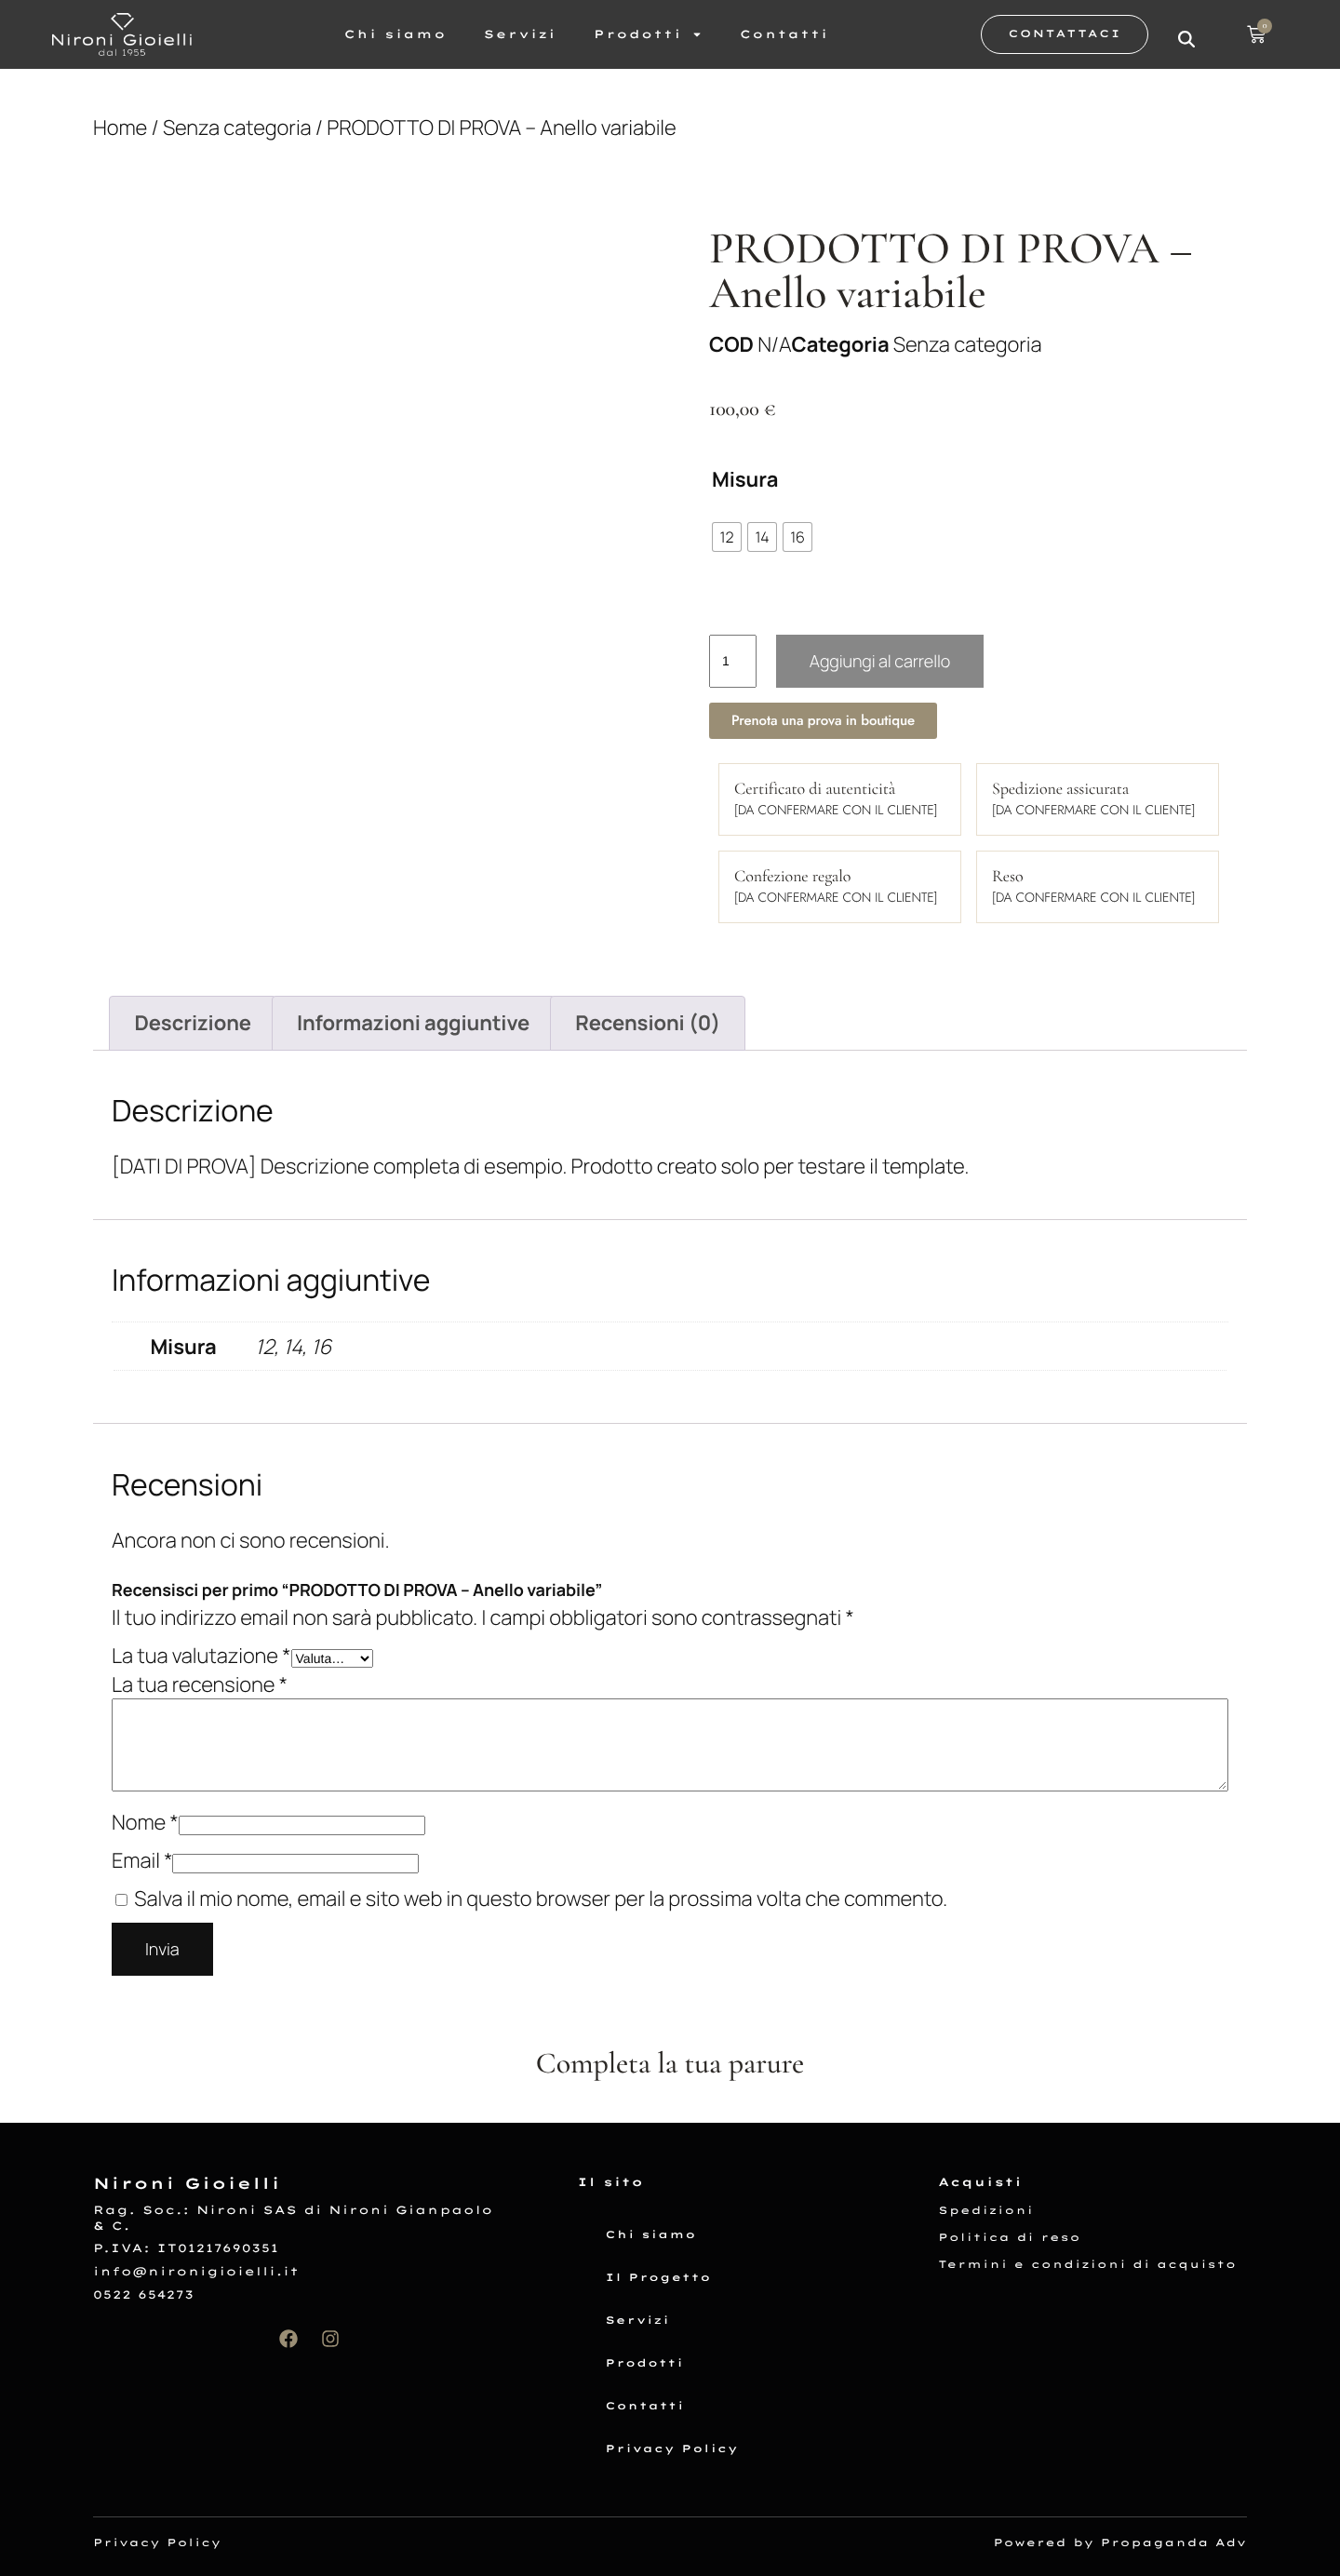 Nironi Gioielli
dal 1955
Chi siamo
Servizi
Prodotti
Contatti
CONTATTACI
0
Home / Senza categoria / PRODOTTO DI PROVA – Anello variabile
PRODOTTO DI PROVA –
Anello variabile
COD N/ACategoria Senza categoria
100,00 €
Misura
12 14 16
1
Aggiungi al carrello
Prenota una prova in boutique
Certificato di autenticità
[DA CONFERMARE CON IL CLIENTE]
Spedizione assicurata
[DA CONFERMARE CON IL CLIENTE]
Confezione regalo
[DA CONFERMARE CON IL CLIENTE]
Reso
[DA CONFERMARE CON IL CLIENTE]
Descrizione
Informazioni aggiuntive
Recensioni (0)
Descrizione
[DATI DI PROVA] Descrizione completa di esempio. Prodotto creato solo per testare il template.
Informazioni aggiuntive
Misura 12, 14, 16
Recensioni
Ancora non ci sono recensioni.
Recensisci per primo “PRODOTTO DI PROVA – Anello variabile”
Il tuo indirizzo email non sarà pubblicato. I campi obbligatori sono contrassegnati *
La tua valutazione * Valuta…
La tua recensione *
Nome *
Email *
Salva il mio nome, email e sito web in questo browser per la prossima volta che commento.
Invia
Completa la tua parure
Nironi Gioielli
Rag. Soc.: Nironi SAS di Nironi Gianpaolo
& C.
P.IVA: IT01217690351
info@nironigioielli.it
0522 654273
Il sito
Chi siamo
Il Progetto
Servizi
Prodotti
Contatti
Privacy Policy
Acquisti
Spedizioni
Politica di reso
Termini e condizioni di acquisto
Privacy Policy
Powered by Propaganda Adv